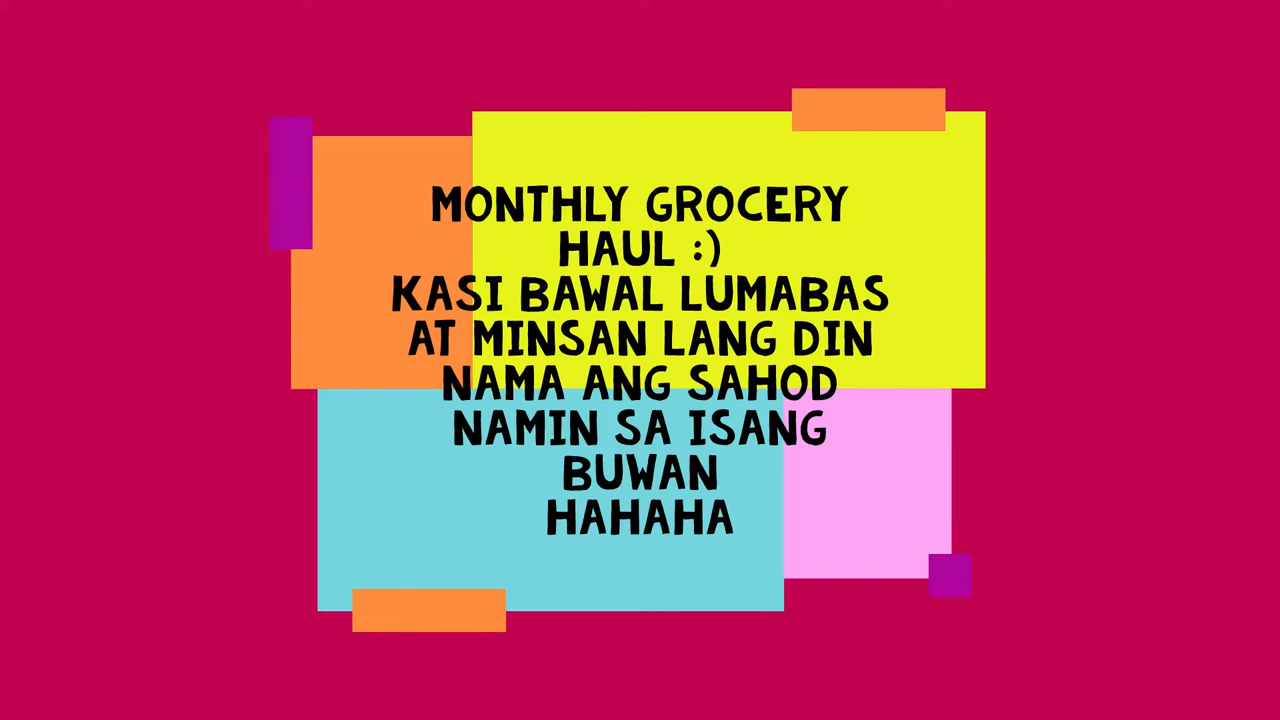 MONTHLY GROCERY
HAUL :)
KASI BAWAL LUMABAS
AT MINSAN LANG DIN
NAMA ANG SAHOD
NAMIN SA ISANG
BUWAN
HAHAHA